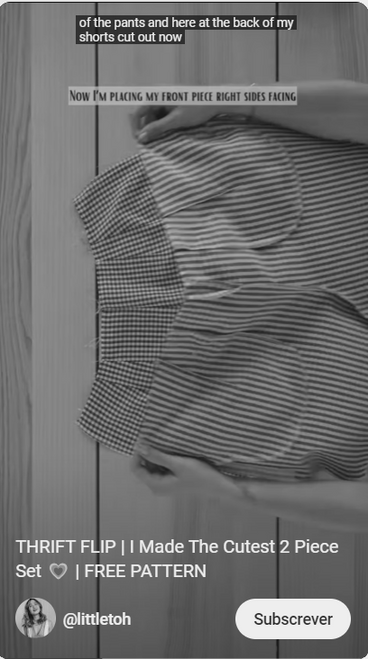 of the pants and here at the back of my
shorts cut out now
Now I'm placing my front piece right sides facing
THRIFT FLIP | I Made The Cutest 2 Piece
Set 🤍 | FREE PATTERN
@littletoh
Subscrever